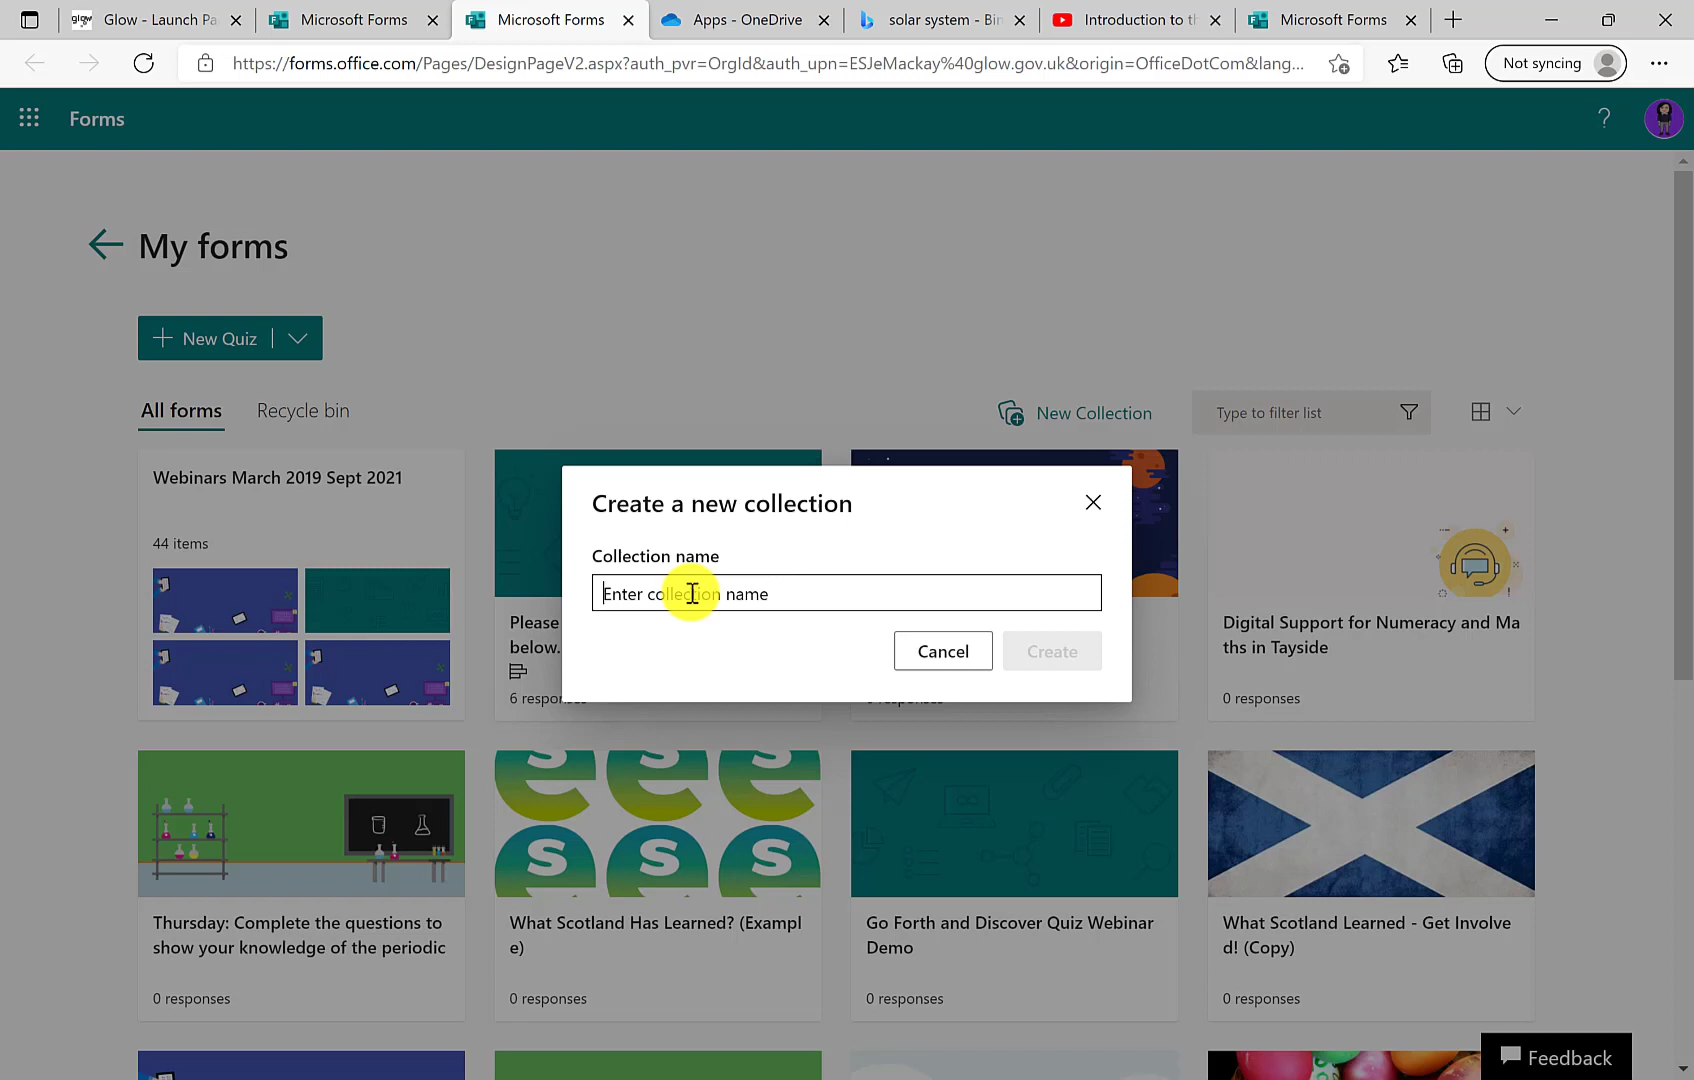 Glow - Launch Pa
Microsoft Forms
Microsoft Forms
Apps - OneDrive
solar system - Bin
Introduction to th
Microsoft Forms
https://forms.office.com/Pages/DesignPageV2.aspx?auth_pvr=OrgId&auth_upn=ESJeMackay%40glow.gov.uk&origin=OfficeDotCom&lang...
Not syncing
Forms
?
My forms
New Quiz
All forms
Recycle bin
New Collection
Type to filter list
Webinars March 2019 Sept 2021
44 items
Create a new collection
Collection name
Enter collection name
Cancel
Create
Please
below.
6 respon
Digital Support for Numeracy and Ma
ths in Tayside
0 responses
Thursday: Complete the questions to
show your knowledge of the periodic
0 responses
What Scotland Has Learned? (Exampl
e)
0 responses
Go Forth and Discover Quiz Webinar
Demo
0 responses
What Scotland Learned - Get Involve
d! (Copy)
0 responses
Feedback